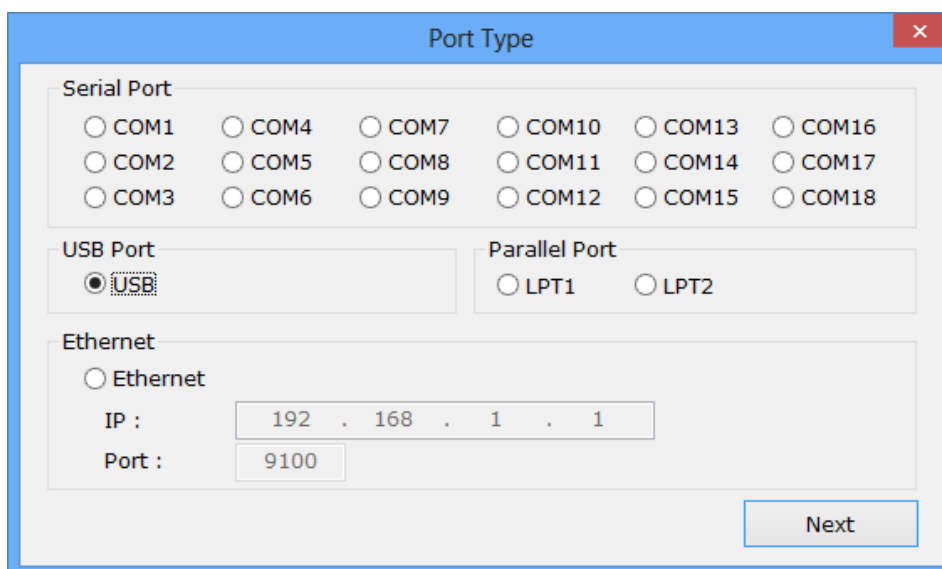 Port Type
Serial Port
COM1 COM4 COM7 COM10 COM13 COM16
COM2 COM5 COM8 COM11 COM14 COM17
COM3 COM6 COM9 COM12 COM15 COM18
USB Port Parallel Port
USB LPT1 LPT2
Ethernet
Ethernet
IP : 192 . 168 . 1 . 1
Port : 9100
Next